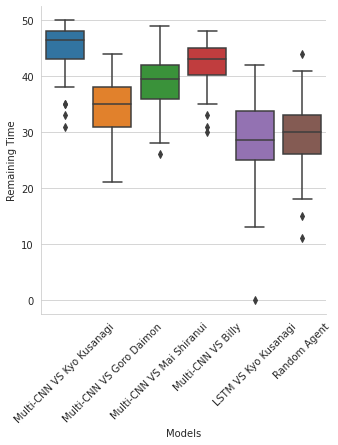 50
40
30
20
10
0
Remaining Time
Multi-CNN VS Kyo Kusanagi
Multi-CNN VS Goro Daimon
Multi-CNN VS Mai Shiranui
Multi-CNN VS Billy
LSTM VS Kyo Kusanagi
Random Agent
Models